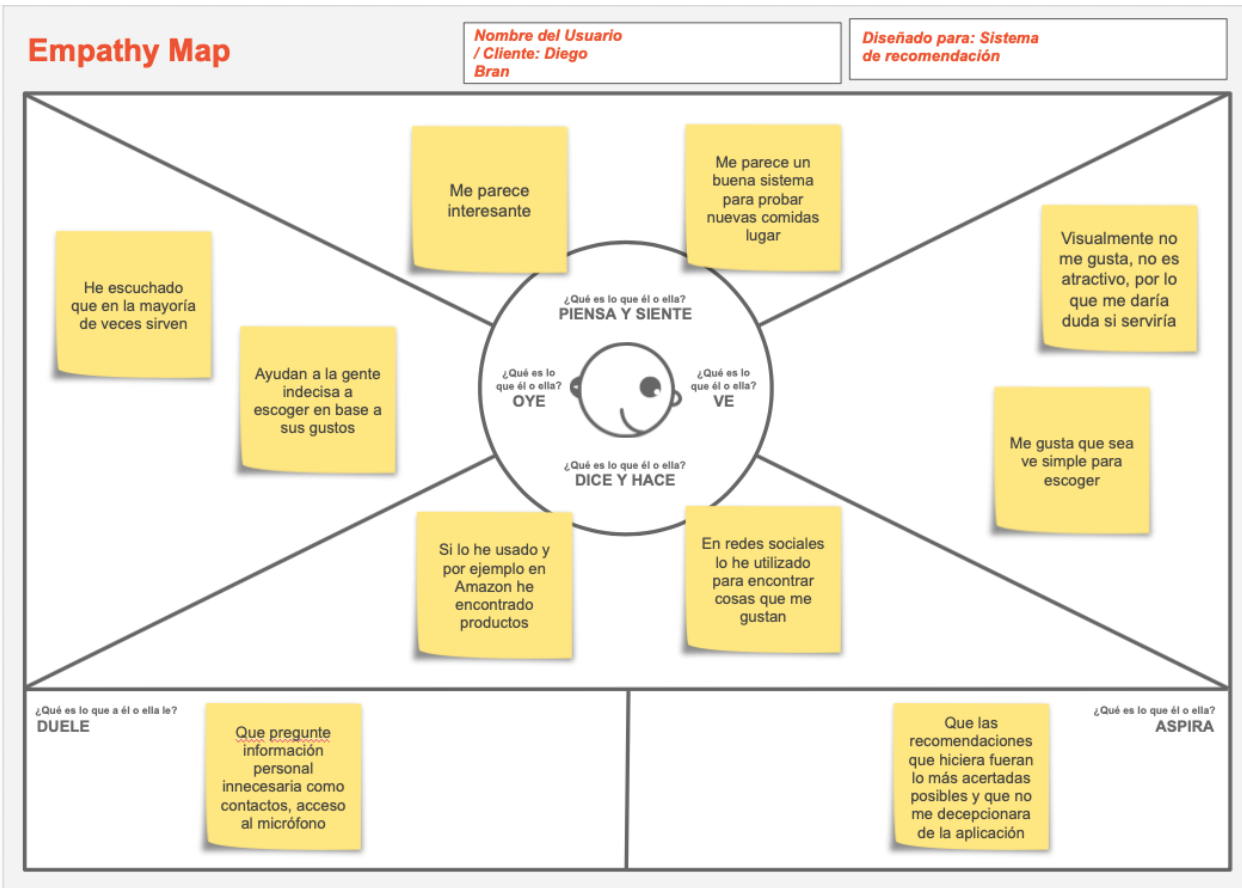 Empathy Map
Nombre del Usuario
/ Cliente: Diego
Bran
Diseñado para: Sistema
de recomendación
Me parece
interesante
Me parece un
buena sistema
para probar
nuevas comidas
lugar
He escuchado
que en la mayoría
de veces sirven
Ayudan a la gente
indecisa a
escoger en base a
sus gustos
Visualmente no
me gusta, no es
atractivo, por lo
que me daría
duda si serviría
Me gusta que sea
ve simple para
escoger
¿Qué es lo que él o ella?
PIENSA Y SIENTE
¿Qué es lo
que él o ella?
OYE
¿Qué es lo
que él o ella?
VE
¿Qué es lo que él o ella?
DICE Y HACE
Si lo he usado y
por ejemplo en
Amazon he
encontrado
productos
En redes sociales
lo he utilizado
para encontrar
cosas que me
gustan
¿Qué es lo que a él o ella le?
DUELE
Que pregunte
información
personal
innecesaria como
contactos, acceso
al micrófono
Que las
recomendaciones
que hiciera fueran
lo más acertadas
posibles y que no
me decepcionara
de la aplicación
¿Qué es lo que él o ella?
ASPIRA